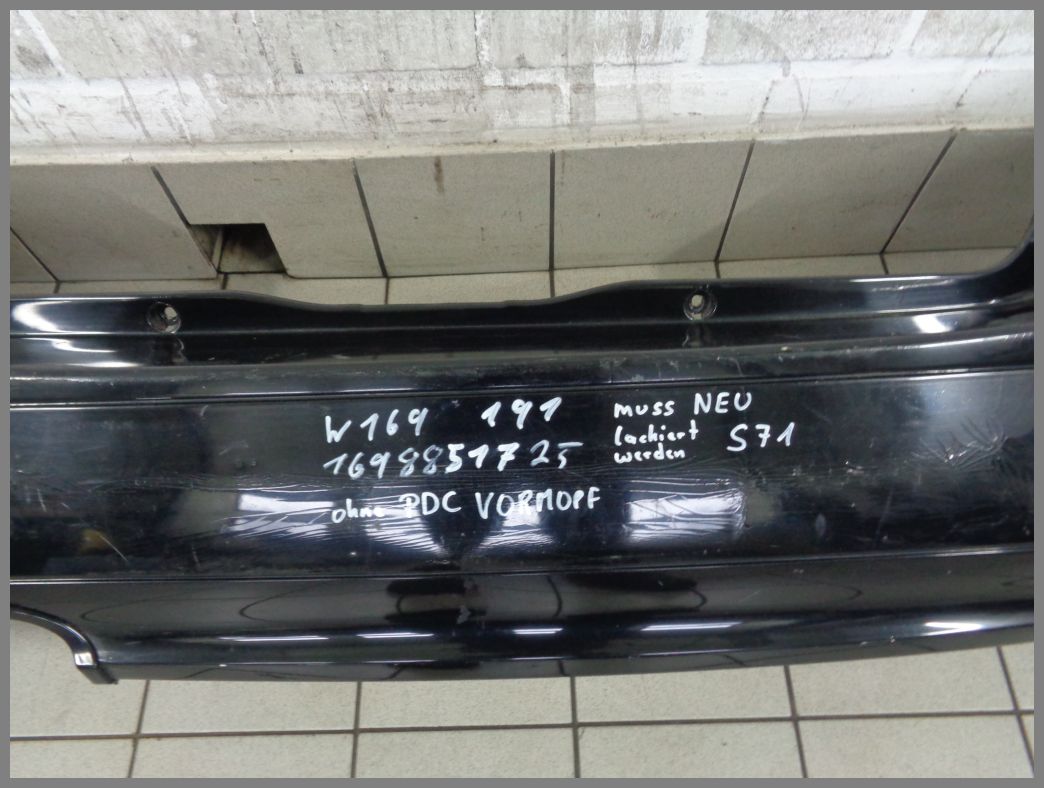 W169 191
1698851725
ohne PDC VORMOPF
muss NEU
lackiert S71
werden